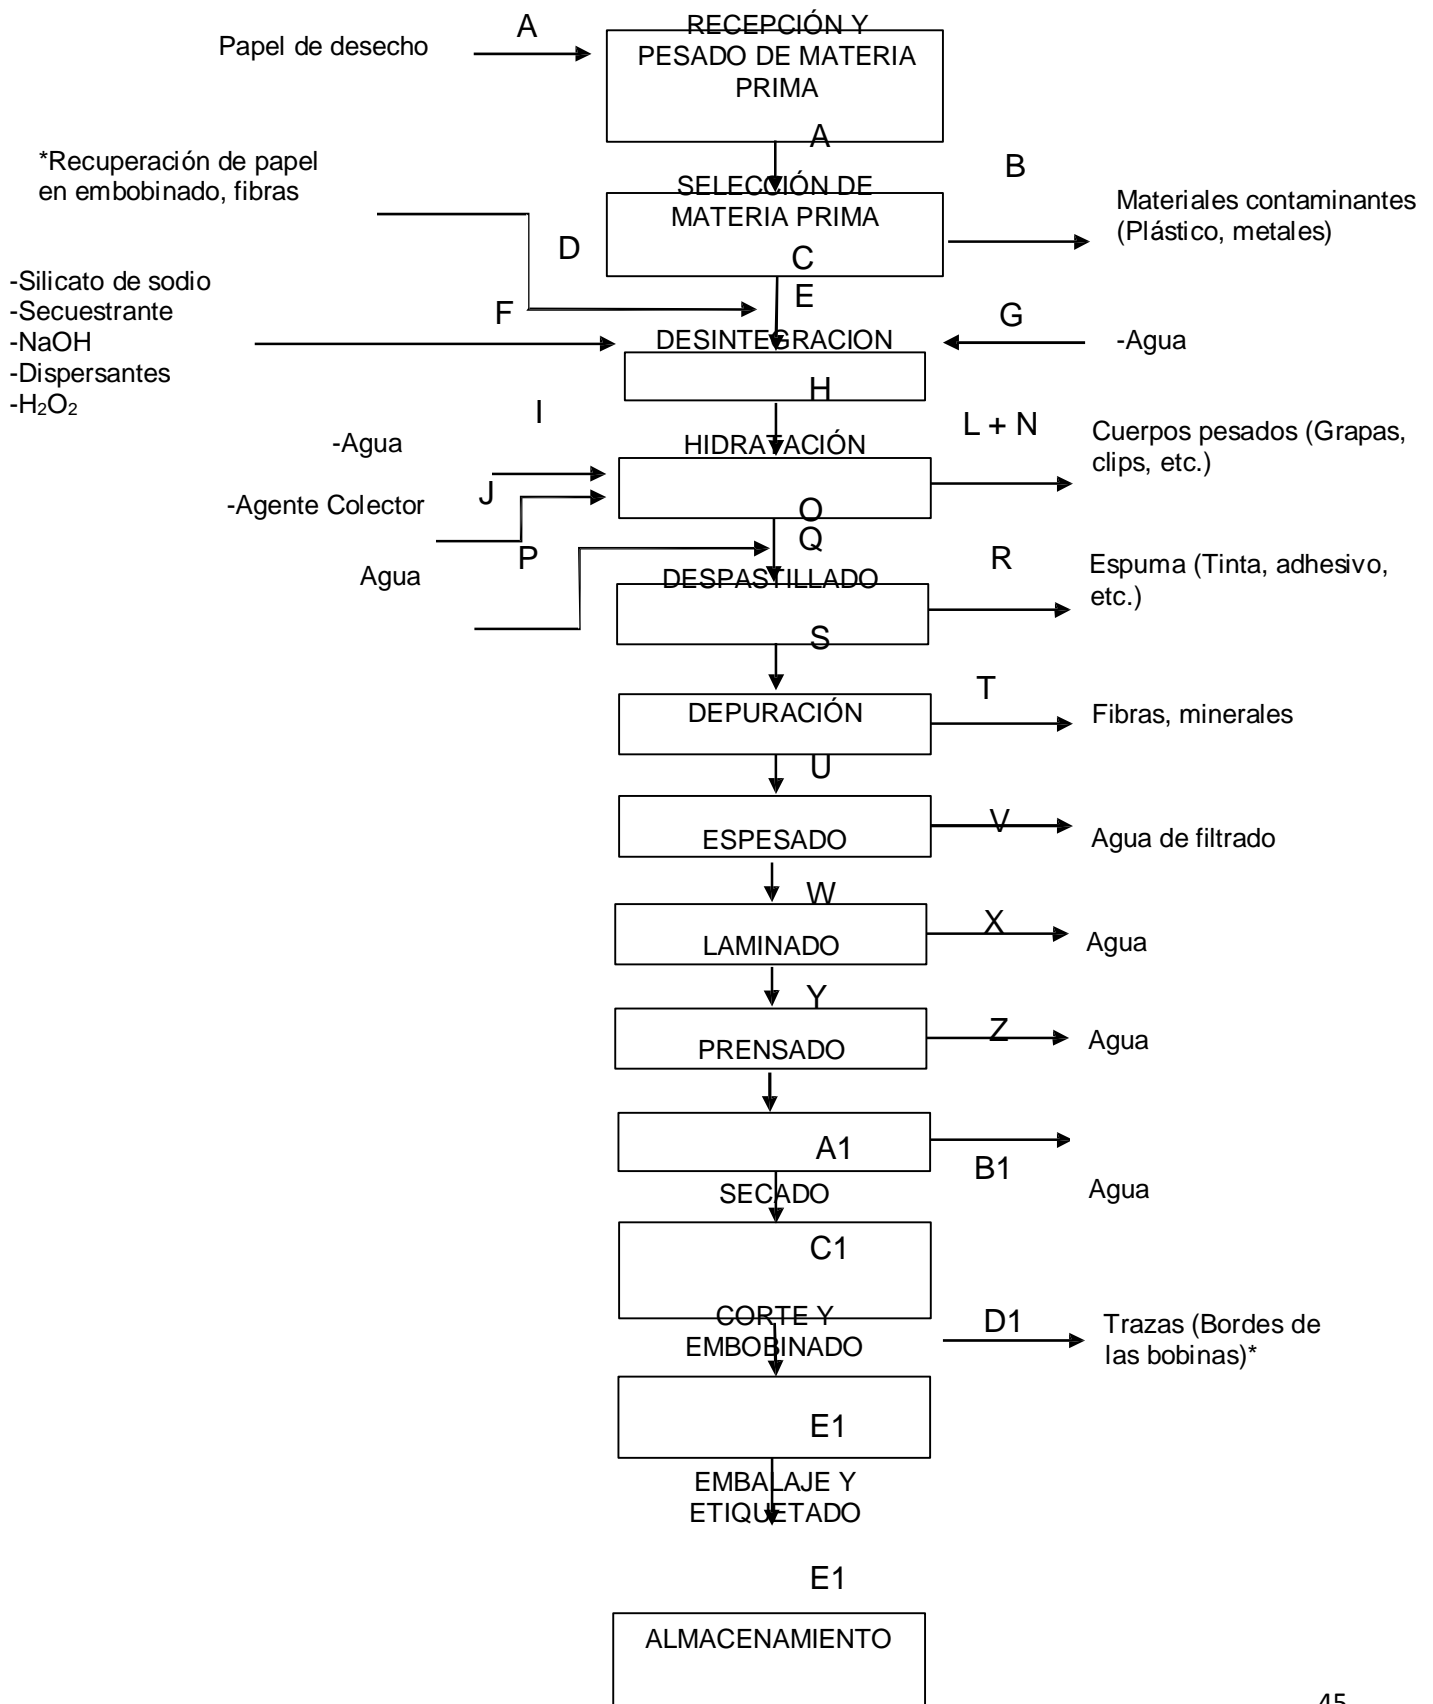 A
RECEPCIÓN Y
Papel de desecho
PESADO DE MATERIA
PRIMA
A
*Recuperación de papel
en embobinado, fibras
B
SELECCIÓN DE
MATERIA PRIMA
Materiales contaminantes
(Plástico, metales)
D
C
-Silicato de sodio
-Secuestrante
-NaOH
-Dispersantes
-H₂O₂
E
F
G
DESINTEGRACION
-Agua
H
I
L + N
-Agua
HIDRATACIÓN
Cuerpos pesados (Grapas,
clips, etc.)
J
-Agente Colector
O
Q
P
R
Agua
DESPASTILLADO
Espuma (Tinta, adhesivo,
etc.)
S
T
DEPURACIÓN
Fibras, minerales
U
V
ESPESADO
Agua de filtrado
W
X
LAMINADO
Agua
Y
Z
PRENSADO
Agua
A1
B1
SECADO
Agua
C1
CORTE Y
EMBOBINADO
D1
Trazas (Bordes de
las bobinas)*
E1
EMBALAJE Y
ETIQUETADO
E1
ALMACENAMIENTO
45